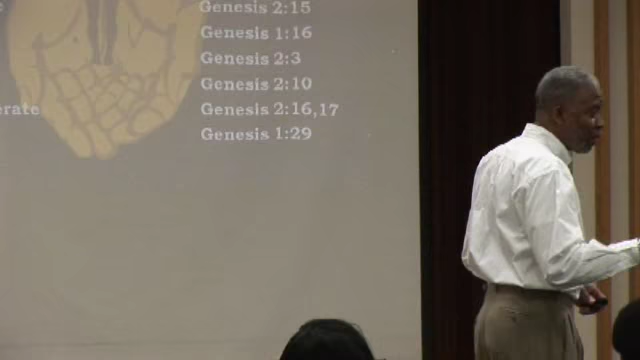 Genesis 2:15
Genesis 1:16
Genesis 2:3
Genesis 2:10
erate Genesis 2:16,17
Genesis 1:29